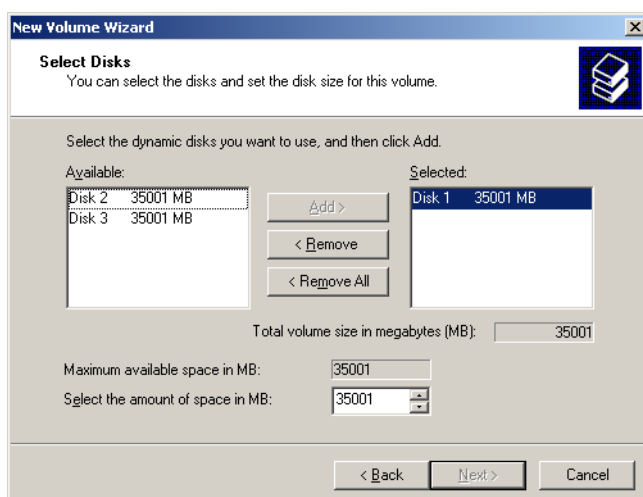 New Volume Wizard
Select Disks
You can select the disks and set the disk size for this volume.
Select the dynamic disks you want to use, and then click Add.
Available: Selected:
Disk 2 35001 MB Add > Disk 1 35001 MB
Disk 3 35001 MB
< Remove
< Remove All
Total volume size in megabytes (MB): 35001
Maximum available space in MB: 35001
Select the amount of space in MB: 35001
< Back Next > Cancel